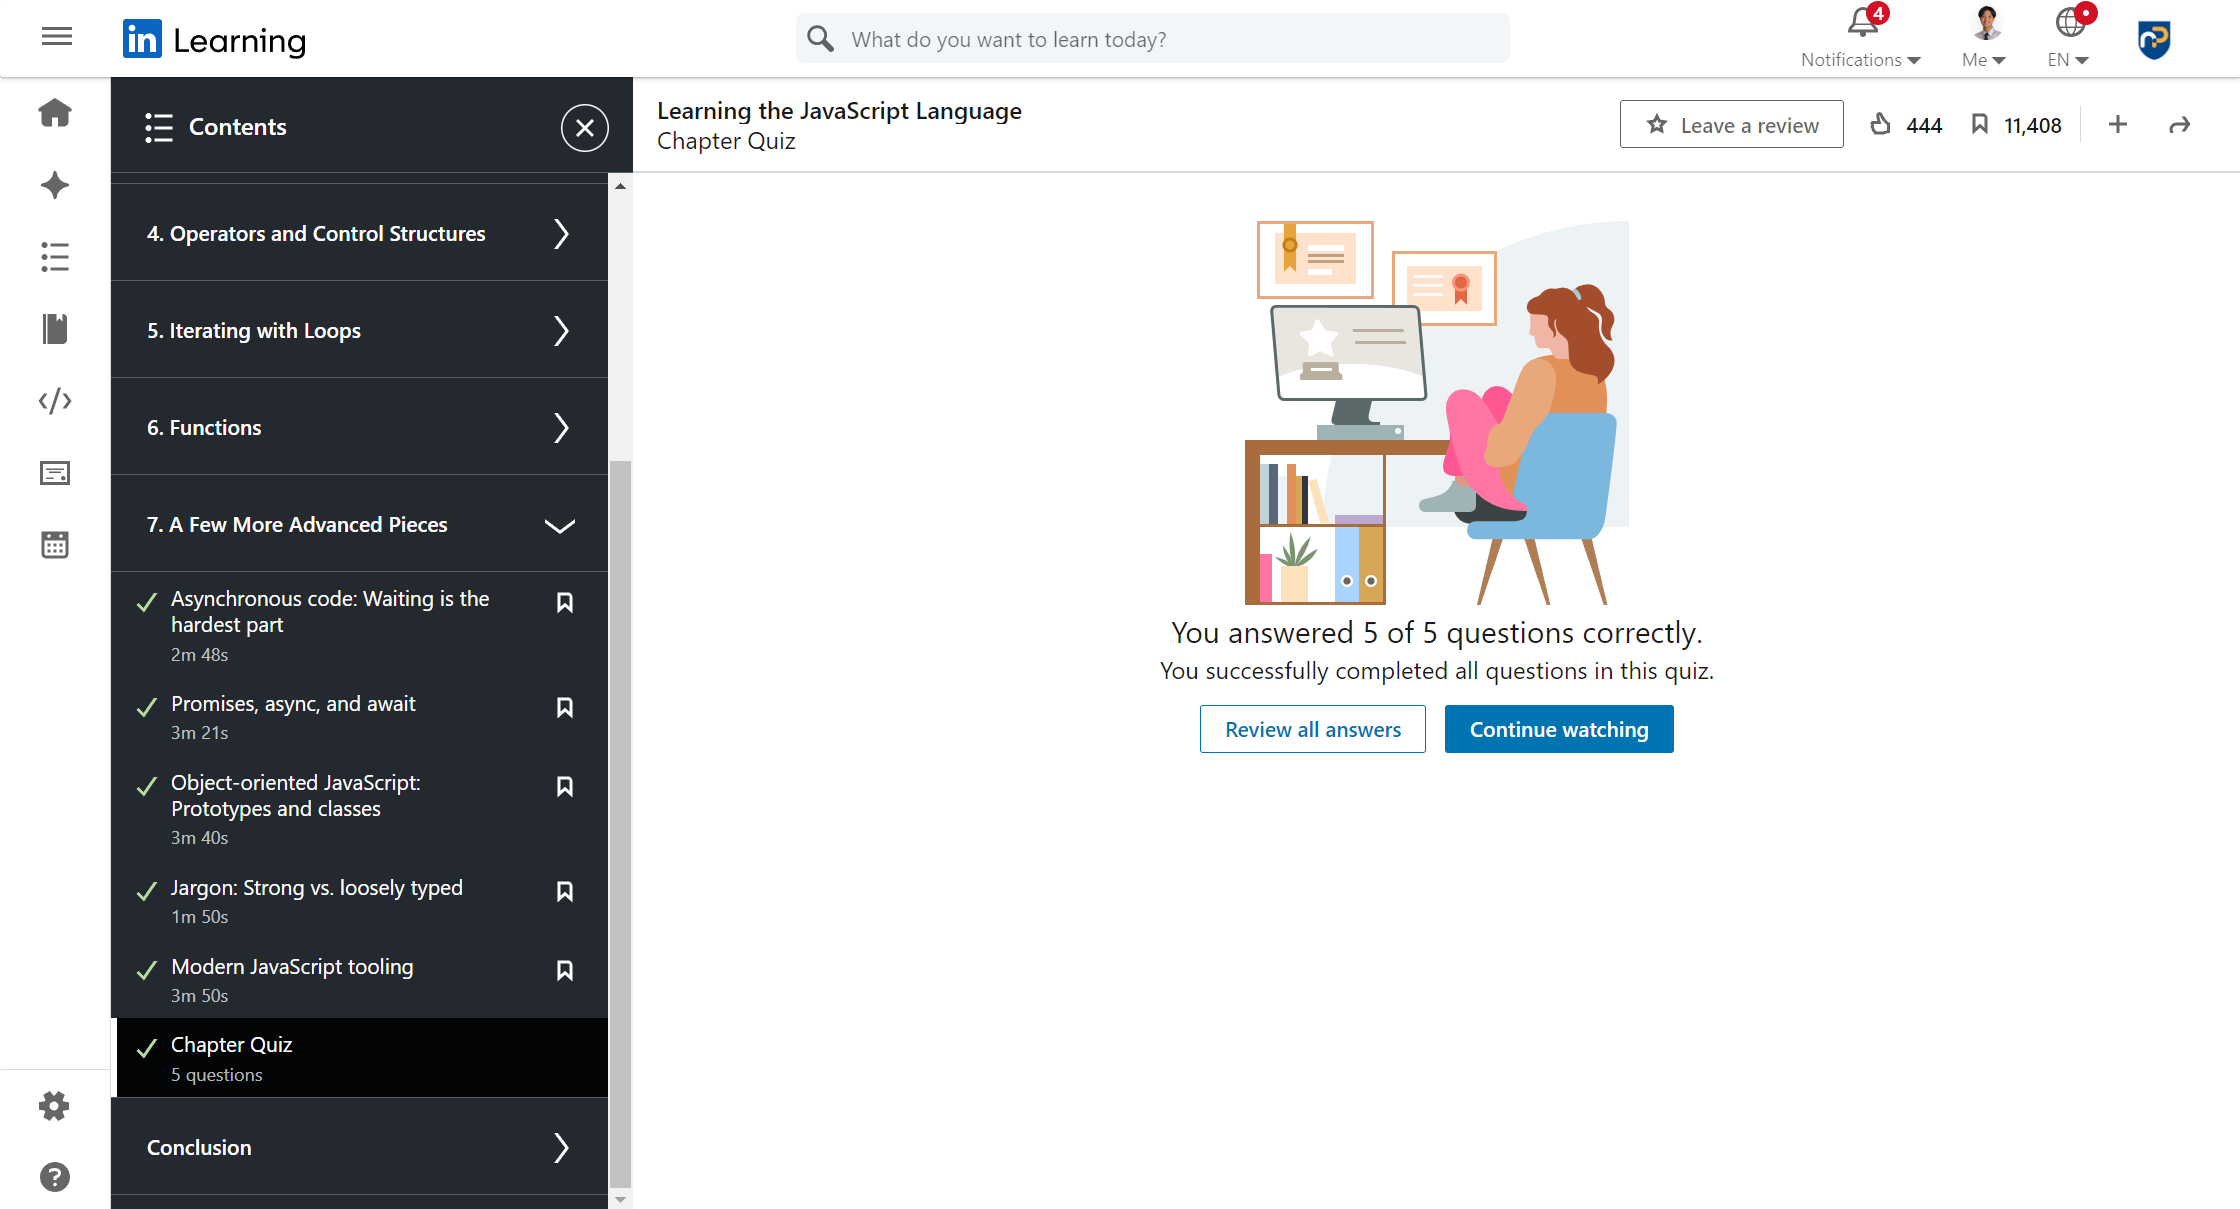 in Learning
What do you want to learn today?
4
Notifications
Me
EN
Contents
4. Operators and Control Structures
5. Iterating with Loops
6. Functions
7. A Few More Advanced Pieces
Asynchronous code: Waiting is the
hardest part
2m 48s
Promises, async, and await
3m 21s
Object-oriented JavaScript:
Prototypes and classes
3m 40s
Jargon: Strong vs. loosely typed
1m 50s
Modern JavaScript tooling
3m 50s
Chapter Quiz
5 questions
Conclusion
Learning the JavaScript Language
Chapter Quiz
Leave a review
444
11,408
You answered 5 of 5 questions correctly.
You successfully completed all questions in this quiz.
Review all answers
Continue watching